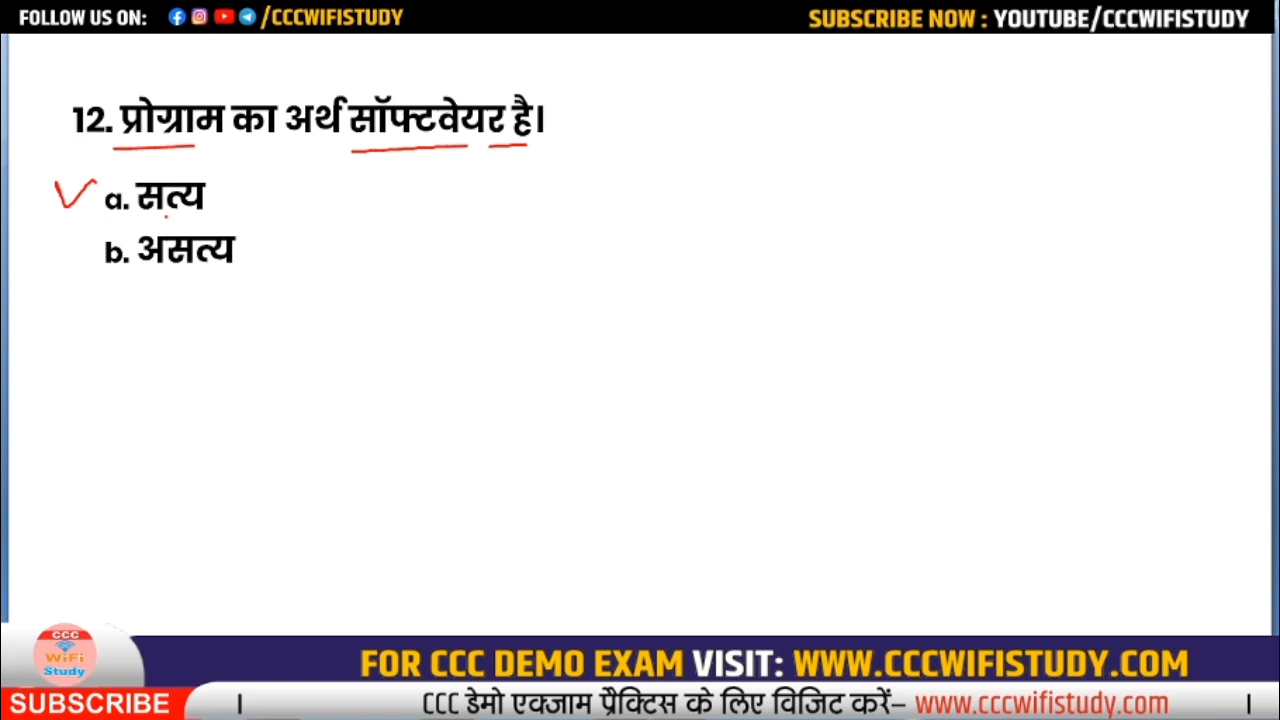 FOLLOW US ON: /CCCWIFISTUDY SUBSCRIBE NOW : YOUTUBE/CCCWIFISTUDY
12. प्रोग्राम का अर्थ सॉफ्टवेयर है।
a. सत्य
b. असत्य
CCC
WiFi
Study
FOR CCC DEMO EXAM VISIT: WWW.CCCWIFISTUDY.COM
SUBSCRIBE
CCC डेमो एक्जाम प्रैक्टिस के लिए विजिट करें– www.cccwifistudy.com